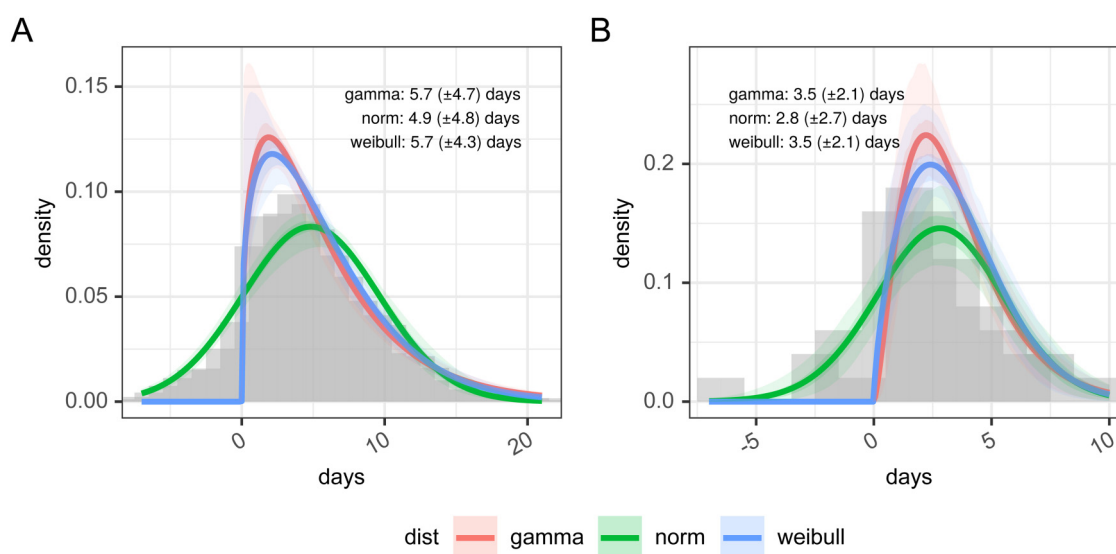 A
B
0.15
0.10
0.05
0.00
density
gamma: 5.7 (±4.7) days
norm: 4.9 (±4.8) days
weibull: 5.7 (±4.3) days
0
10
20
days
0.2
0.1
0.0
density
gamma: 3.5 (±2.1) days
norm: 2.8 (±2.7) days
weibull: 3.5 (±2.1) days
-5
0
5
10
days
dist gamma norm weibull